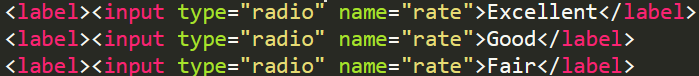 <label><input type="radio" name="rate">Excellent</label>
<label><input type="radio" name="rate">Good</label>
<label><input type="radio" name="rate">Fair</label>